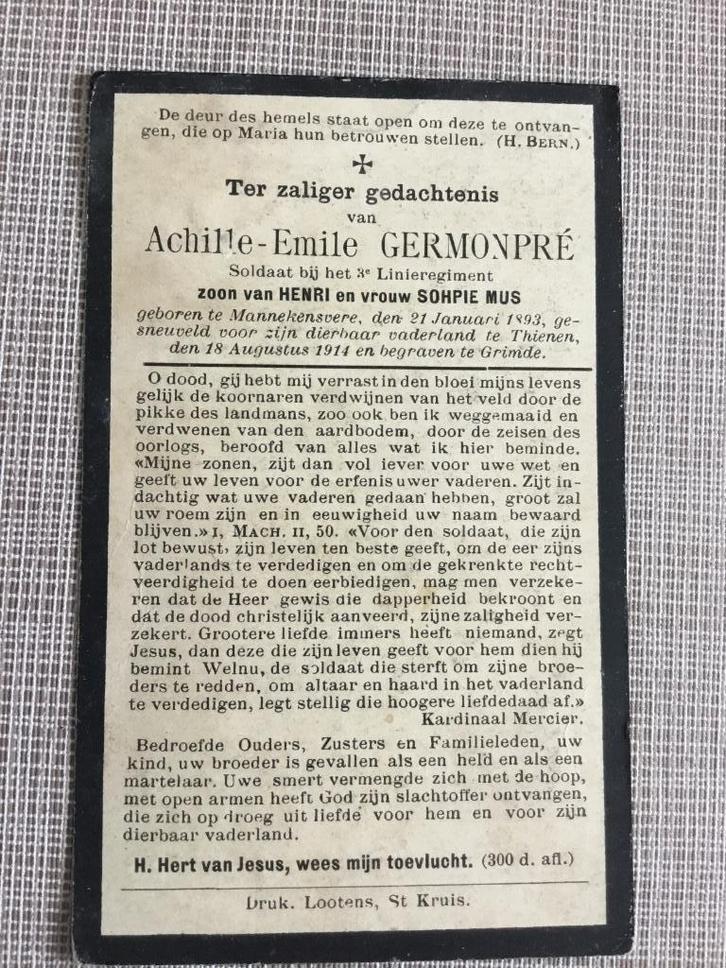 De deur des hemels staat open om deze te ontvan-
gen, die op Maria hun betrouwen stellen. (H. BERN.)
Ter zaliger gedachtenis
van
Achille-Emile GERMONPRÉ
Soldaat bij het 3e Linieregiment
zoon van HENRI en vrouw SOHPIE MUS
geboren te Mannekensvere, den 21 Januari 1893, ge-
sneuveld voor zijn dierbaar vaderland te Thienen,
den 18 Augustus 1914 en begraven te Grimde.
O dood, gij hebt mij verrast in den bloei mijns levens
gelijk de koornaren verdwijnen van het veld door de
pikke des landmans, zoo ook ben ik weggemaaid en
verdwenen van den aardbodem, door de zeisen des
oorlogs, beroofd van alles wat ik hier beminde.
«Mijne zonen, zijt dan vol iever voor uwe wet en
geeft uw leven voor de erfenis uwer vaderen. Zijt in-
dachtig wat uwe vaderen gedaan hebben, groot zal
uw roem zijn en in eeuwigheid uw naam bewaard
blijven.» I, MACH. II, 50. «Voor den soldaat, die zijn
lot bewust, zijn leven ten beste geeft, om de eer zijns
vaderlands te verdedigen en om de gekrenkte recht-
veerdigheid te doen eerbiedigen, mag men verzeke-
ren dat de Heer gewis die dapperheid bekroont en
dat de dood christelijk aanveerd, zijne zaligheid ver-
zekert. Grootere liefde immers heeft niemand, zegt
Jesus, dan deze die zijn leven geeft voor hem dien hij
bemint Welnu, de soldaat die sterft om zijne broe-
ders te redden, om altaar en haard in het vaderland
te verdedigen, legt stellig die hoogere liefdedaad af.»
Kardinaal Mercier.
Bedroefde Ouders, Zusters en Familieleden, uw
kind, uw broeder is gevallen als een held en als een
martelaar. Uwe smert vermengde zich met de hoop,
met open armen heeft God zijn slachtoffer ontvangen,
die zich op droeg uit liefde voor hem en voor zijn
dierbaar vaderland.
H. Hert van Jesus, wees mijn toevlucht. (300 d. afl.)
Druk. Lootens, St Kruis.